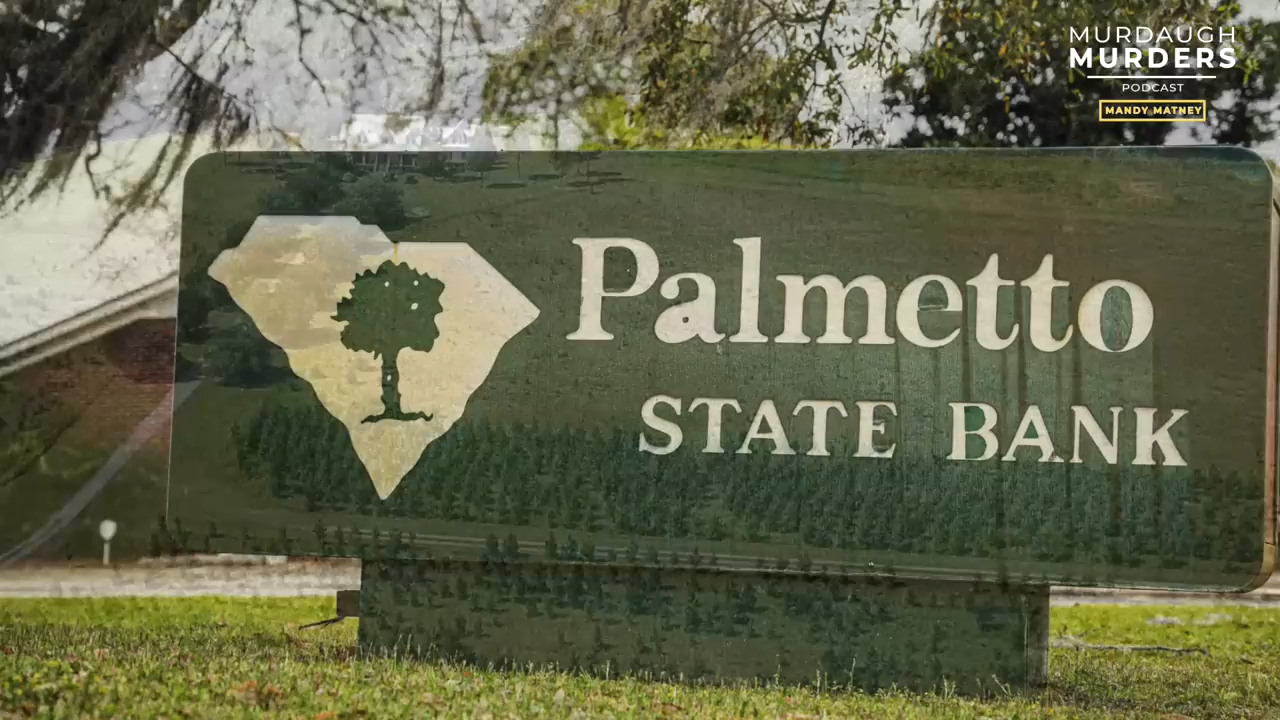 MURDAUGH
MURDERS
PODCAST
MANDY MATNEY
Palmetto
STATE BANK